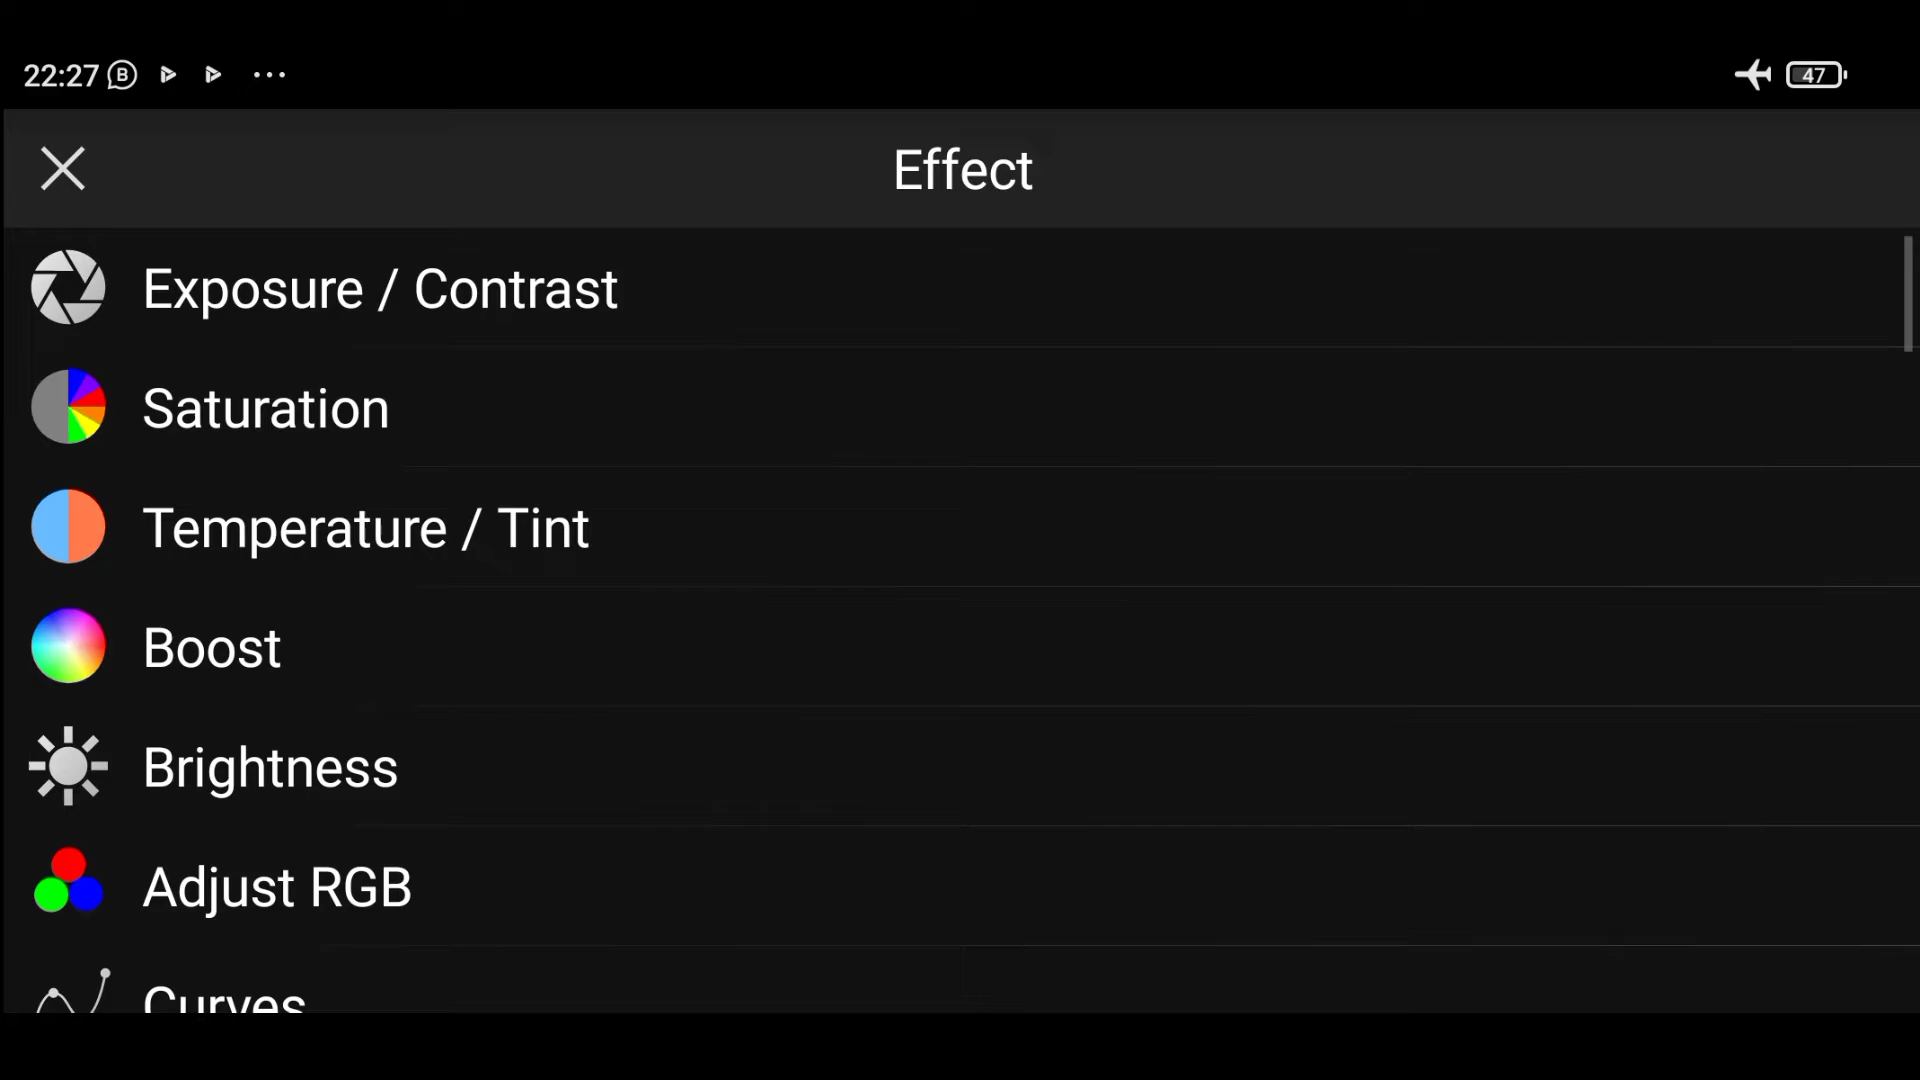 22:27 B 47
Effect
Exposure / Contrast
Saturation
Temperature / Tint
Boost
Brightness
Adjust RGB
Curves